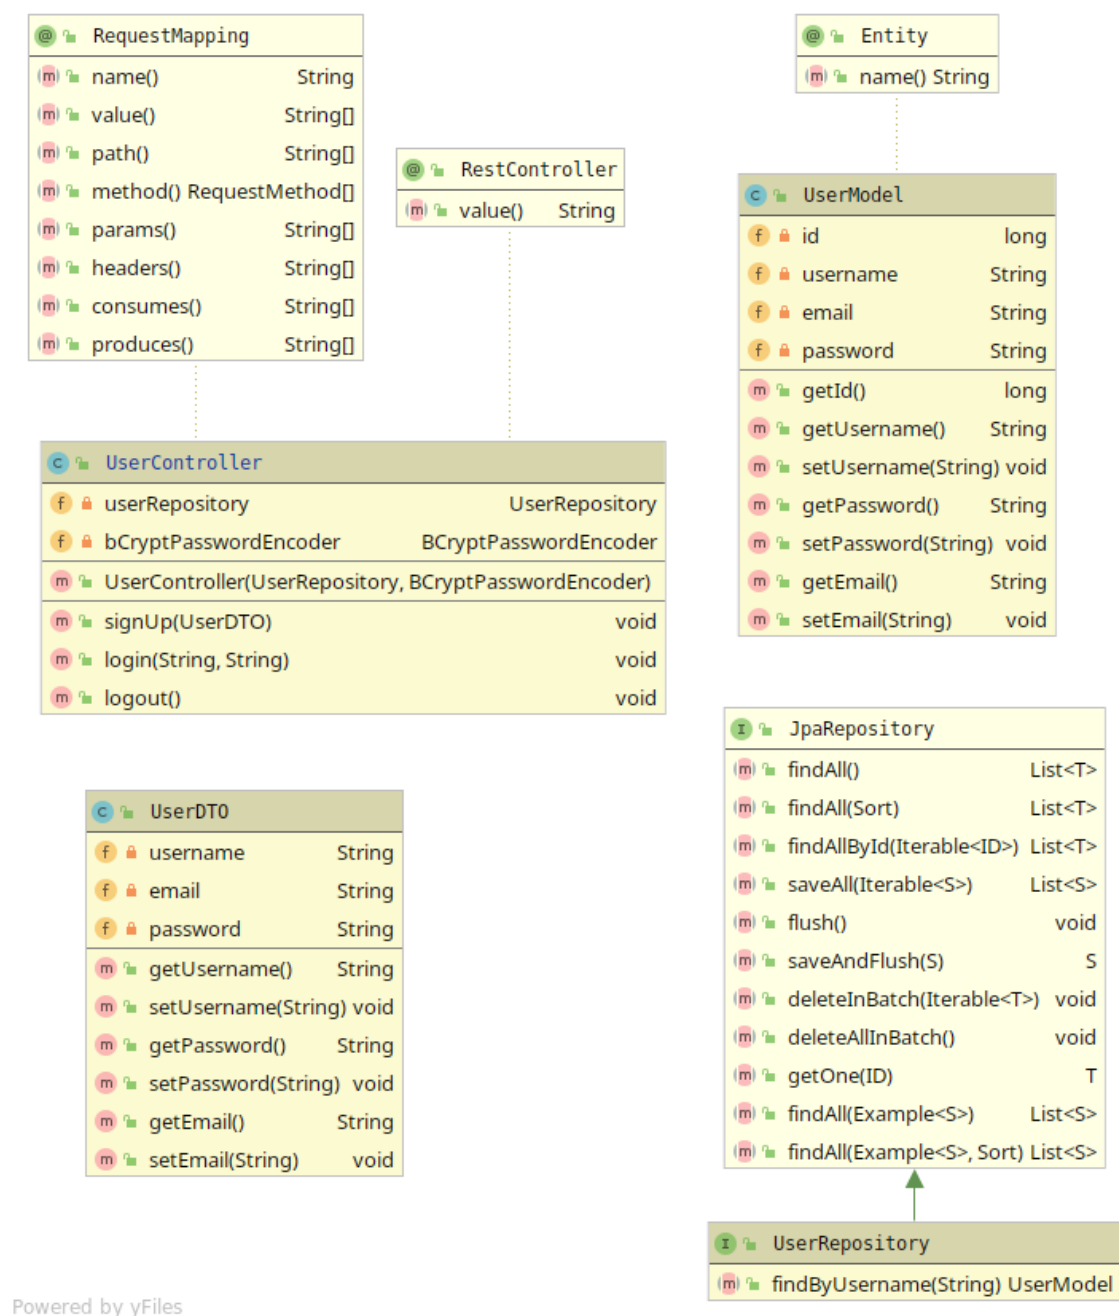 RequestMapping
name() String
value() String[]
path() String[]
method() RequestMethod[]
params() String[]
headers() String[]
consumes() String[]
produces() String[]
RestController
value() String
Entity
name() String
UserModel
id long
username String
email String
password String
getId() long
getUsername() String
setUsername(String) void
getPassword() String
setPassword(String) void
getEmail() String
setEmail(String) void
UserController
userRepository UserRepository
bCryptPasswordEncoder BCryptPasswordEncoder
UserController(UserRepository, BCryptPasswordEncoder)
signUp(UserDTO) void
login(String, String) void
logout() void
UserDTO
username String
email String
password String
getUsername() String
setUsername(String) void
getPassword() String
setPassword(String) void
getEmail() String
setEmail(String) void
JpaRepository
findAll() List<T>
findAll(Sort) List<T>
findAllById(Iterable<ID>) List<T>
saveAll(Iterable<S>) List<S>
flush() void
saveAndFlush(S) S
deleteInBatch(Iterable<T>) void
deleteAllInBatch() void
getOne(ID) T
findAll(Example<S>) List<S>
findAll(Example<S>, Sort) List<S>
UserRepository
findByUsername(String) UserModel
Powered by yFiles